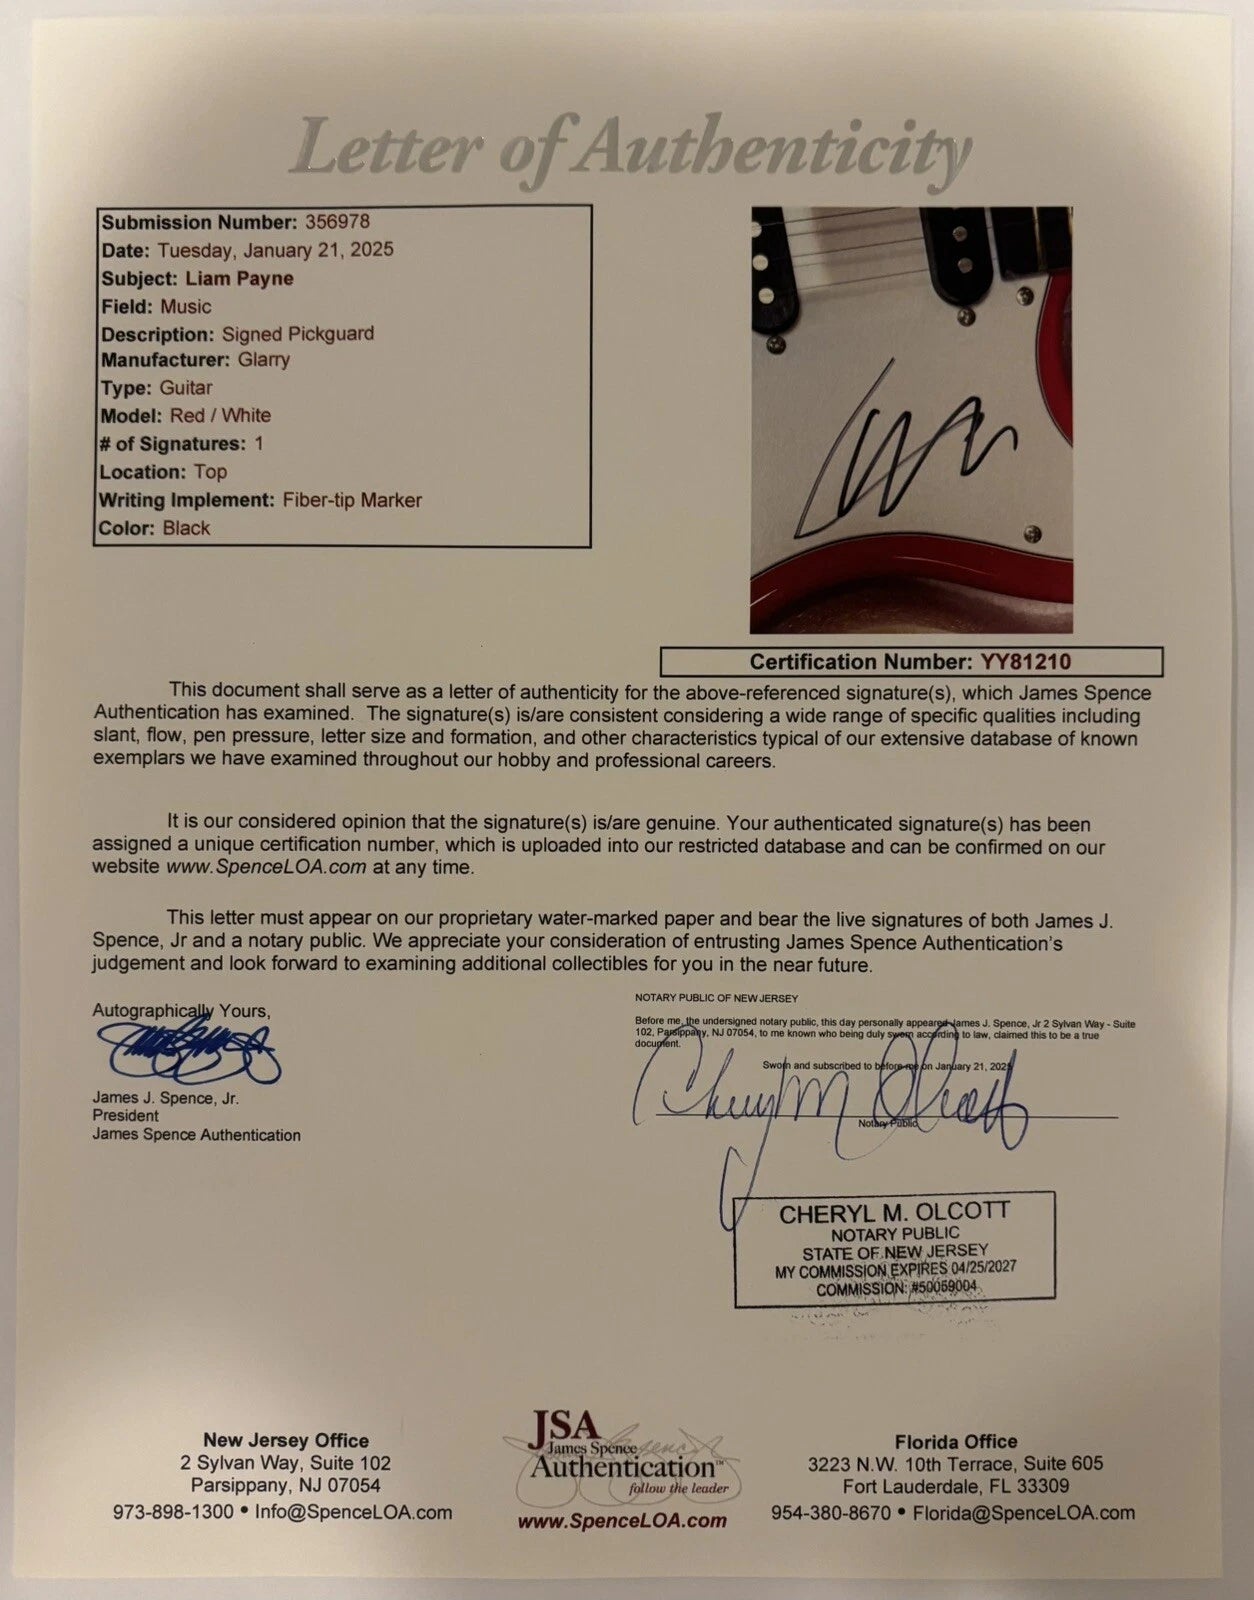 Letter of Authenticity
Submission Number: 356978
Date: Tuesday, January 21, 2025
Subject: Liam Payne
Field: Music
Description: Signed Pickguard
Manufacturer: Glarry
Type: Guitar
Model: Red / White
# of Signatures: 1
Location: Top
Writing Implement: Fiber-tip Marker
Color: Black
Certification Number: YY81210
This document shall serve as a letter of authenticity for the above-referenced signature(s), which James Spence
Authentication has examined. The signature(s) is/are consistent considering a wide range of specific qualities including
slant, flow, pen pressure, letter size and formation, and other characteristics typical of our extensive database of known
exemplars we have examined throughout our hobby and professional careers.
It is our considered opinion that the signature(s) is/are genuine. Your authenticated signature(s) has been
assigned a unique certification number, which is uploaded into our restricted database and can be confirmed on our
website www.SpenceLOA.com at any time.
This letter must appear on our proprietary water-marked paper and bear the live signatures of both James J.
Spence, Jr and a notary public. We appreciate your consideration of entrusting James Spence Authentication's
judgement and look forward to examining additional collectibles for you in the near future.
Autographically Yours,
James J. Spence, Jr.
President
James Spence Authentication
NOTARY PUBLIC OF NEW JERSEY
Before me, the undersigned notary public, this day personally appeared James J. Spence, Jr 2 Sylvan Way - Suite
102, Parsippany, NJ 07054, to me known who being duly sworn according to law, claimed this to be a true
document.
Sworn and subscribed to before me on January 21, 2025
Cheryl M Olcott
Notary Public
CHERYL M. OLCOTT
NOTARY PUBLIC
STATE OF NEW JERSEY
MY COMMISSION EXPIRES 04/25/2027
COMMISSION: #50059004
New Jersey Office
2 Sylvan Way, Suite 102
Parsippany, NJ 07054
973-898-1300 • Info@SpenceLOA.com
JSA
James Spence
Authentication™
follow the leader
www.SpenceLOA.com
Florida Office
3223 N.W. 10th Terrace, Suite 605
Fort Lauderdale, FL 33309
954-380-8670 • Florida@SpenceLOA.com